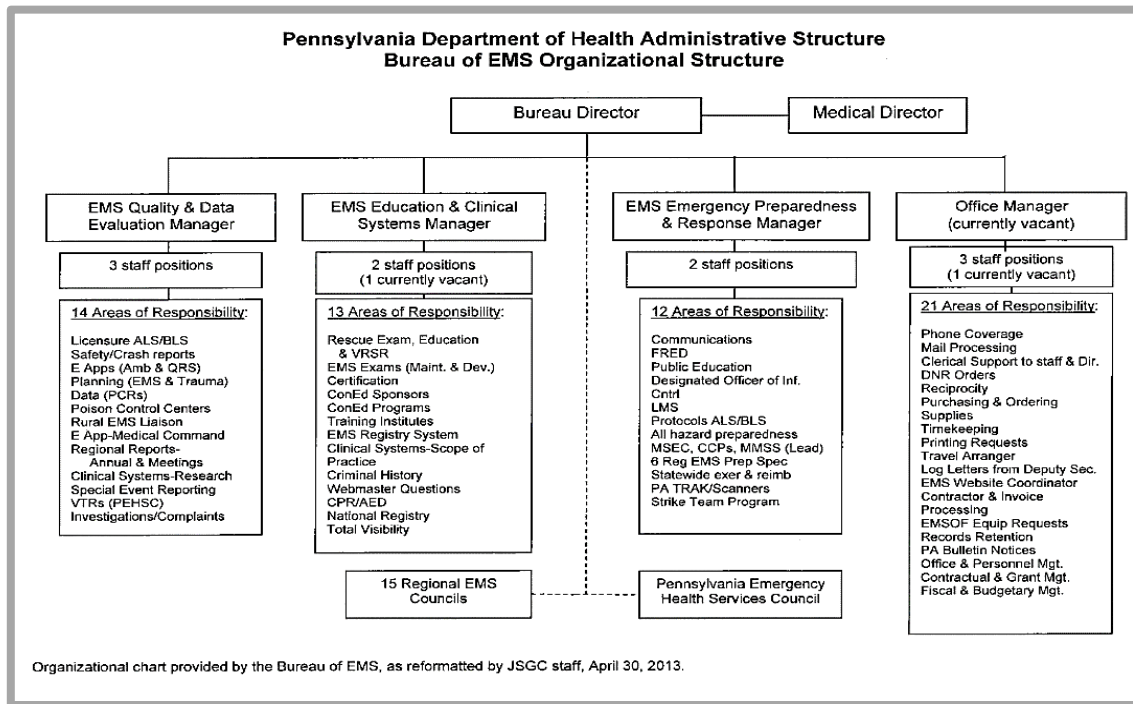 Pennsylvania Department of Health Administrative Structure
Bureau of EMS Organizational Structure
Bureau Director
Medical Director
EMS Quality & Data
Evaluation Manager
3 staff positions
14 Areas of Responsibility:
Licensure ALS/BLS
Safety/Crash reports
E Apps (Amb & QRS)
Planning (EMS & Trauma)
Data (PCRs)
Poison Control Centers
Rural EMS Liaison
E App-Medical Command
Regional Reports-
Annual & Meetings
Clinical Systems-Research
Special Event Reporting
VTRs (PEHSC)
Investigations/Complaints
EMS Education & Clinical
Systems Manager
2 staff positions
(1 currently vacant)
13 Areas of Responsibility:
Rescue Exam, Education
& VRSR
EMS Exams (Maint. & Dev.)
Certification
ConEd Sponsors
ConEd Programs
Training Institutes
EMS Registry System
Clinical Systems-Scope of
Practice
Criminal History
Webmaster Questions
CPR/AED
National Registry
Total Visibility
EMS Emergency Preparedness
& Response Manager
2 staff positions
12 Areas of Responsibility:
Communications
FRED
Public Education
Designated Officer of Inf.
Cntrl
LMS
Protocols ALS/BLS
All hazard preparedness
MSEC, CCPs, MMSS (Lead)
6 Reg EMS Prep Spec
Statewide exer & reimb
PA TRAK/Scanners
Strike Team Program
Office Manager
(currently vacant)
3 staff positions
(1 currently vacant)
21 Areas of Responsibility:
Phone Coverage
Mail Processing
Clerical Support to staff & Dir.
DNR Orders
Reciprocity
Purchasing & Ordering
Supplies
Timekeeping
Printing Requests
Travel Arranger
Log Letters from Deputy Sec.
EMS Website Coordinator
Contractor & Invoice
Processing
EMSOF Equip Requests
Records Retention
PA Bulletin Notices
Office & Personnel Mgt.
Contractual & Grant Mgt.
Fiscal & Budgetary Mgt.
15 Regional EMS
Councils
Pennsylvania Emergency
Health Services Council
Organizational chart provided by the Bureau of EMS, as reformatted by JSGC staff, April 30, 2013.